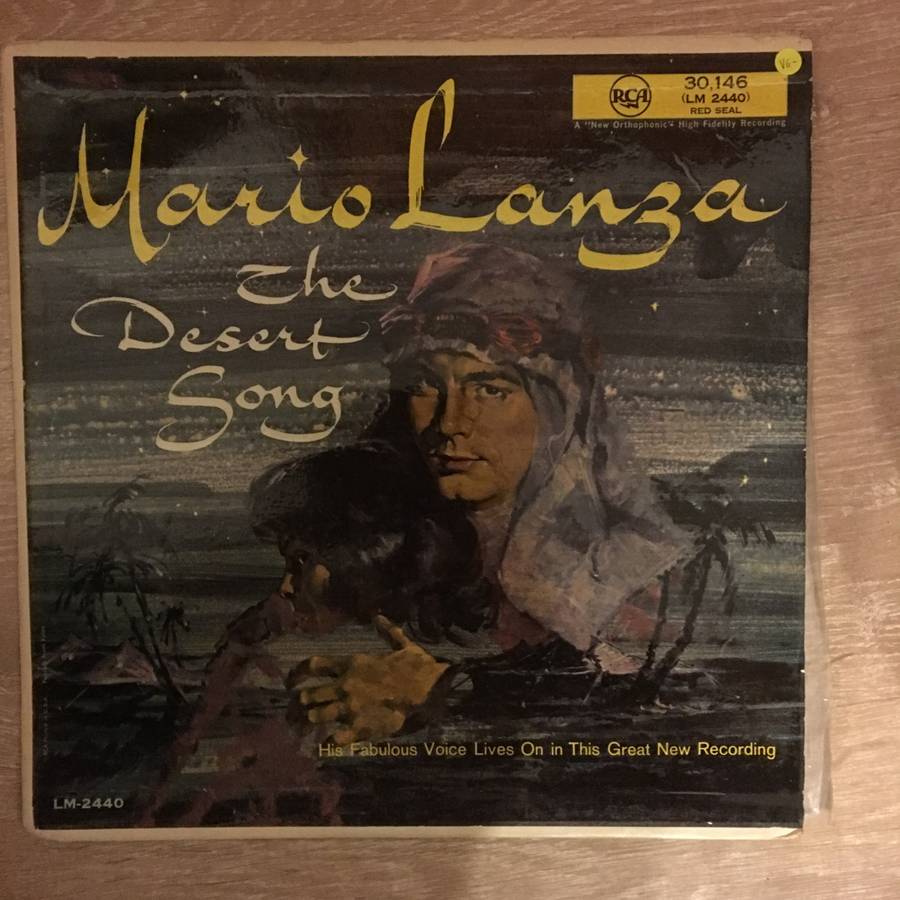 VG-
RCA
30,146
(LM 2440)
RED SEAL
A "New Orthophonic" High Fidelity Recording
Mario Lanza
The
Desert
Song
His Fabulous Voice Lives On in This Great New Recording
LM-2440